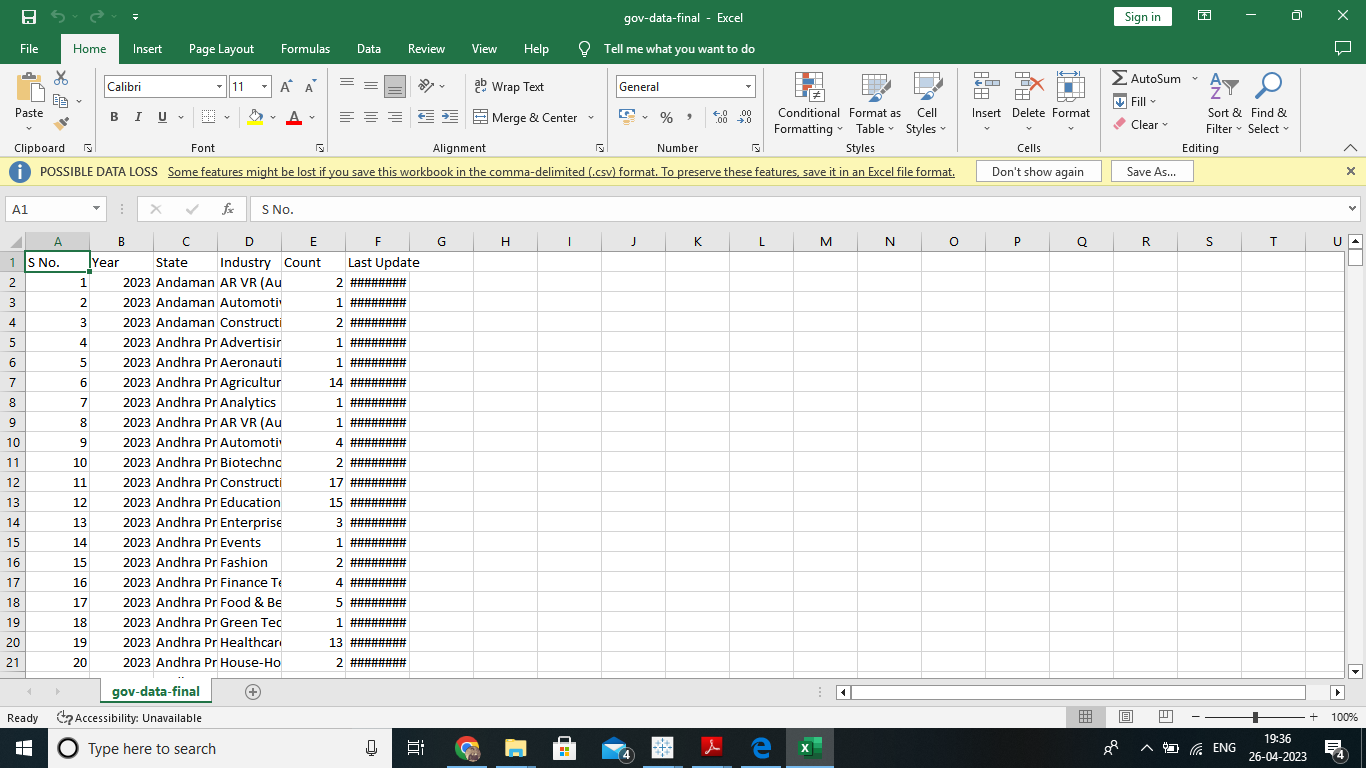 gov-data-final - Excel
Sign in
File Home Insert Page Layout Formulas Data Review View Help Tell me what you want to do
Paste
Clipboard
Calibri 11
B I U A
Font
Wrap Text
Merge & Center
Alignment
General
% ,
Number
Conditional Formatting
Format as Table
Cell Styles
Styles
Insert Delete Format
Cells
AutoSum
Fill
Clear
Sort & Filter
Find & Select
Editing
POSSIBLE DATA LOSS Some features might be lost if you save this workbook in the comma-delimited (.csv) format. To preserve these features, save it in an Excel file format. Don't show again Save As...
A1 fx S No.
A B C D E F G H I J K L M N O P Q R S T U
1 S No. Year State Industry Count Last Update
2 1 2023 Andaman AR VR (Au 2 ########
3 2 2023 Andaman Automotiv 1 ########
4 3 2023 Andaman Constructi 2 ########
5 4 2023 Andhra Pr Advertisin 1 ########
6 5 2023 Andhra Pr Aeronauti 1 ########
7 6 2023 Andhra Pr Agricultur 14 ########
8 7 2023 Andhra Pr Analytics 1 ########
9 8 2023 Andhra Pr AR VR (Au 1 ########
10 9 2023 Andhra Pr Automotiv 4 ########
11 10 2023 Andhra Pr Biotechno 2 ########
12 11 2023 Andhra Pr Constructi 17 ########
13 12 2023 Andhra Pr Education 15 ########
14 13 2023 Andhra Pr Enterprise 3 ########
15 14 2023 Andhra Pr Events 1 ########
16 15 2023 Andhra Pr Fashion 2 ########
17 16 2023 Andhra Pr Finance Te 4 ########
18 17 2023 Andhra Pr Food & Be 5 ########
19 18 2023 Andhra Pr Green Tec 1 ########
20 19 2023 Andhra Pr Healthcare 13 ########
21 20 2023 Andhra Pr House-Ho 2 ########
gov-data-final
Ready Accessibility: Unavailable 100%
Type here to search
4
ENG
19:36
26-04-2023
4